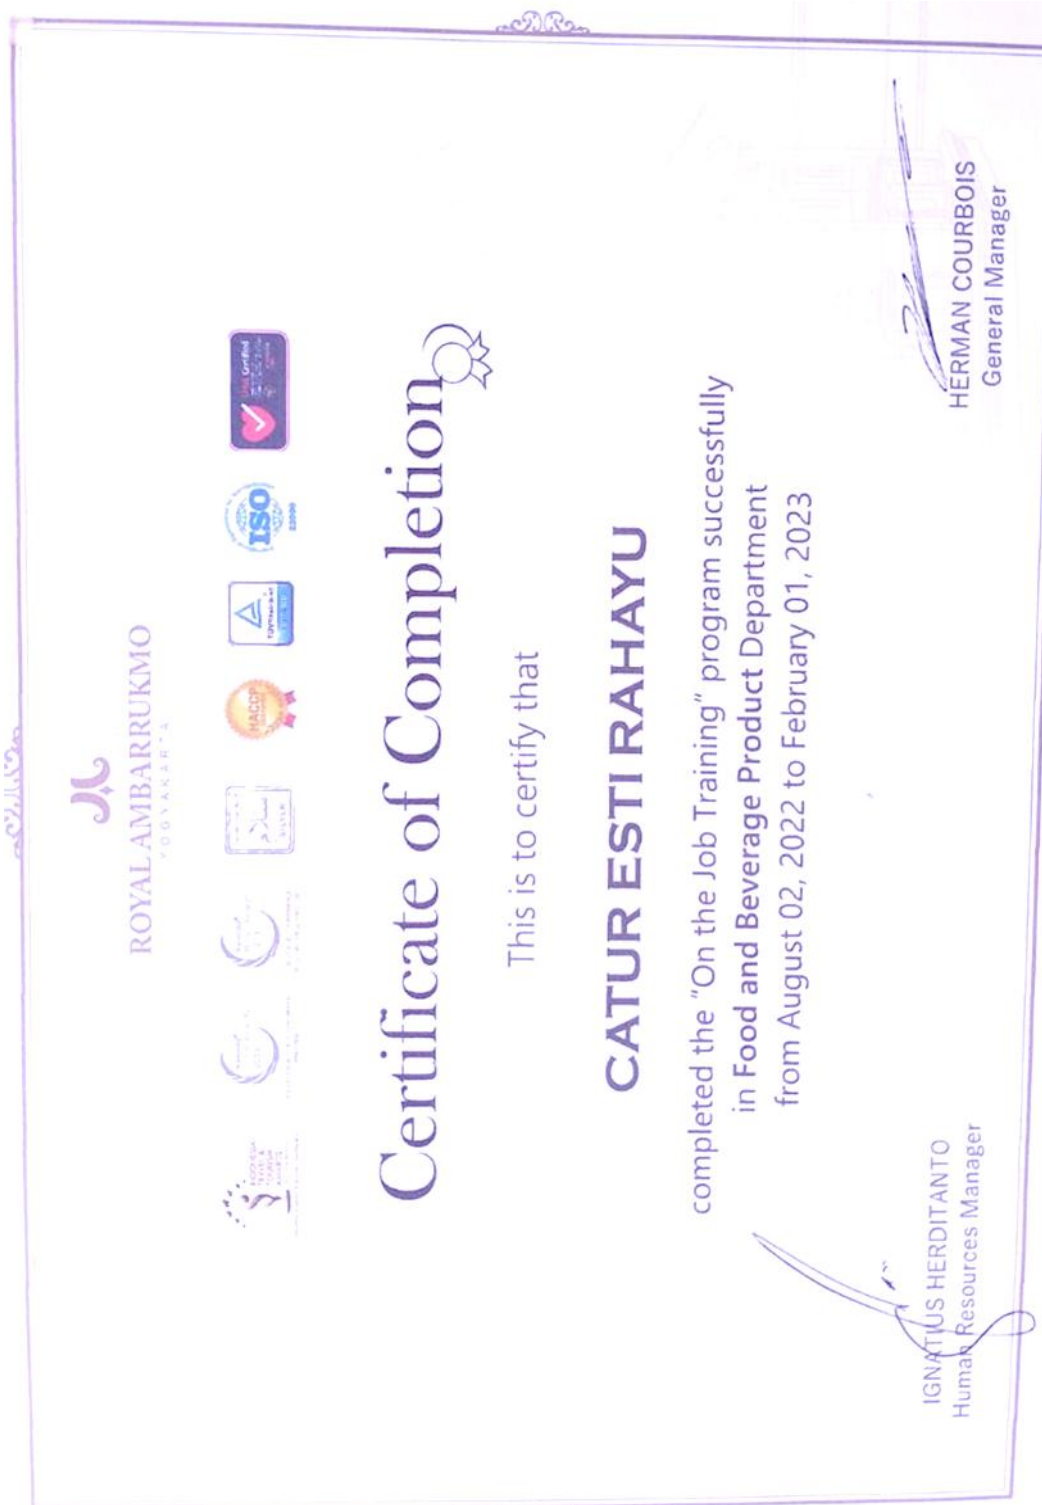 ROYAL AMBARRUKMO
YOGYAKARTA
HACCP
ISO
22000
Certified
Certificate of Completion
This is to certify that
CATUR ESTI RAHAYU
completed the "On the Job Training" program successfully
in Food and Beverage Product Department
from August 02, 2022 to February 01, 2023
IGNATIUS HERDITANTO
Human Resources Manager
HERMAN COURBOIS
General Manager